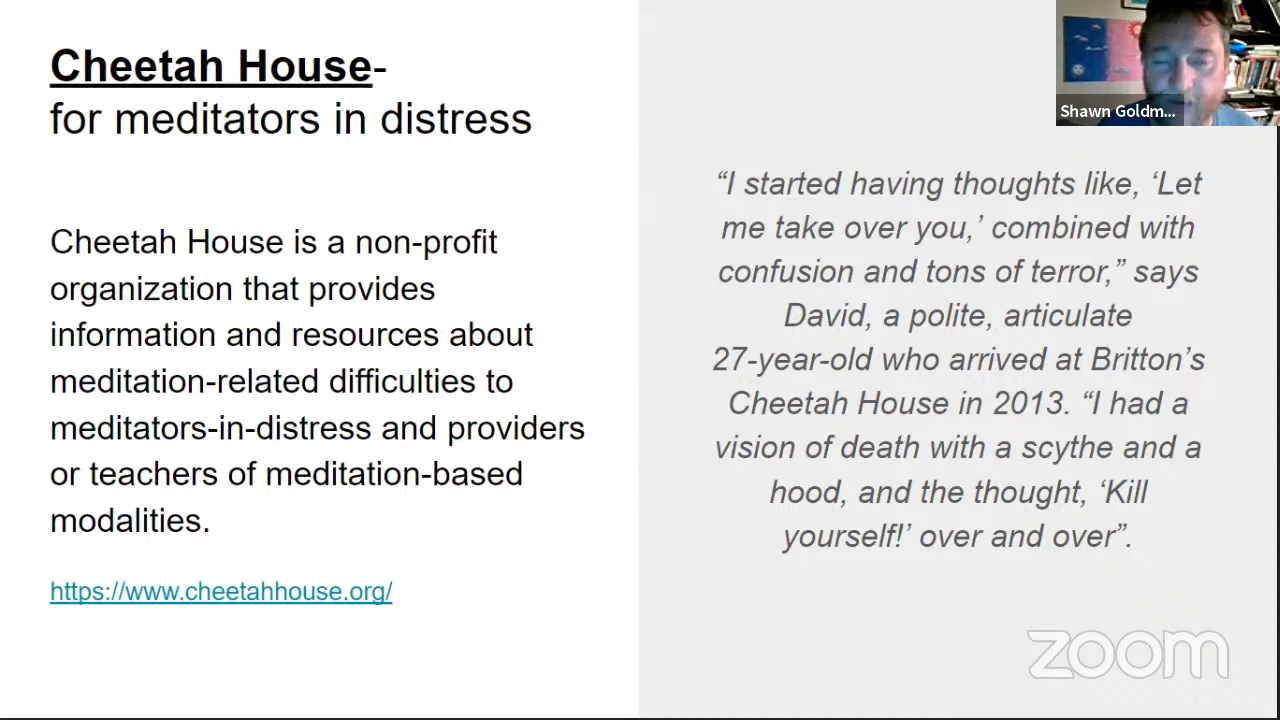 Cheetah House-
for meditators in distress
Cheetah House is a non-profit
organization that provides
information and resources about
meditation-related difficulties to
meditators-in-distress and providers
or teachers of meditation-based
modalities.
https://www.cheetahhouse.org/
Shawn Goldm...
“I started having thoughts like, ‘Let
me take over you,’ combined with
confusion and tons of terror,” says
David, a polite, articulate
27-year-old who arrived at Britton’s
Cheetah House in 2013. “I had a
vision of death with a scythe and a
hood, and the thought, ‘Kill
yourself!’ over and over”.
zoom